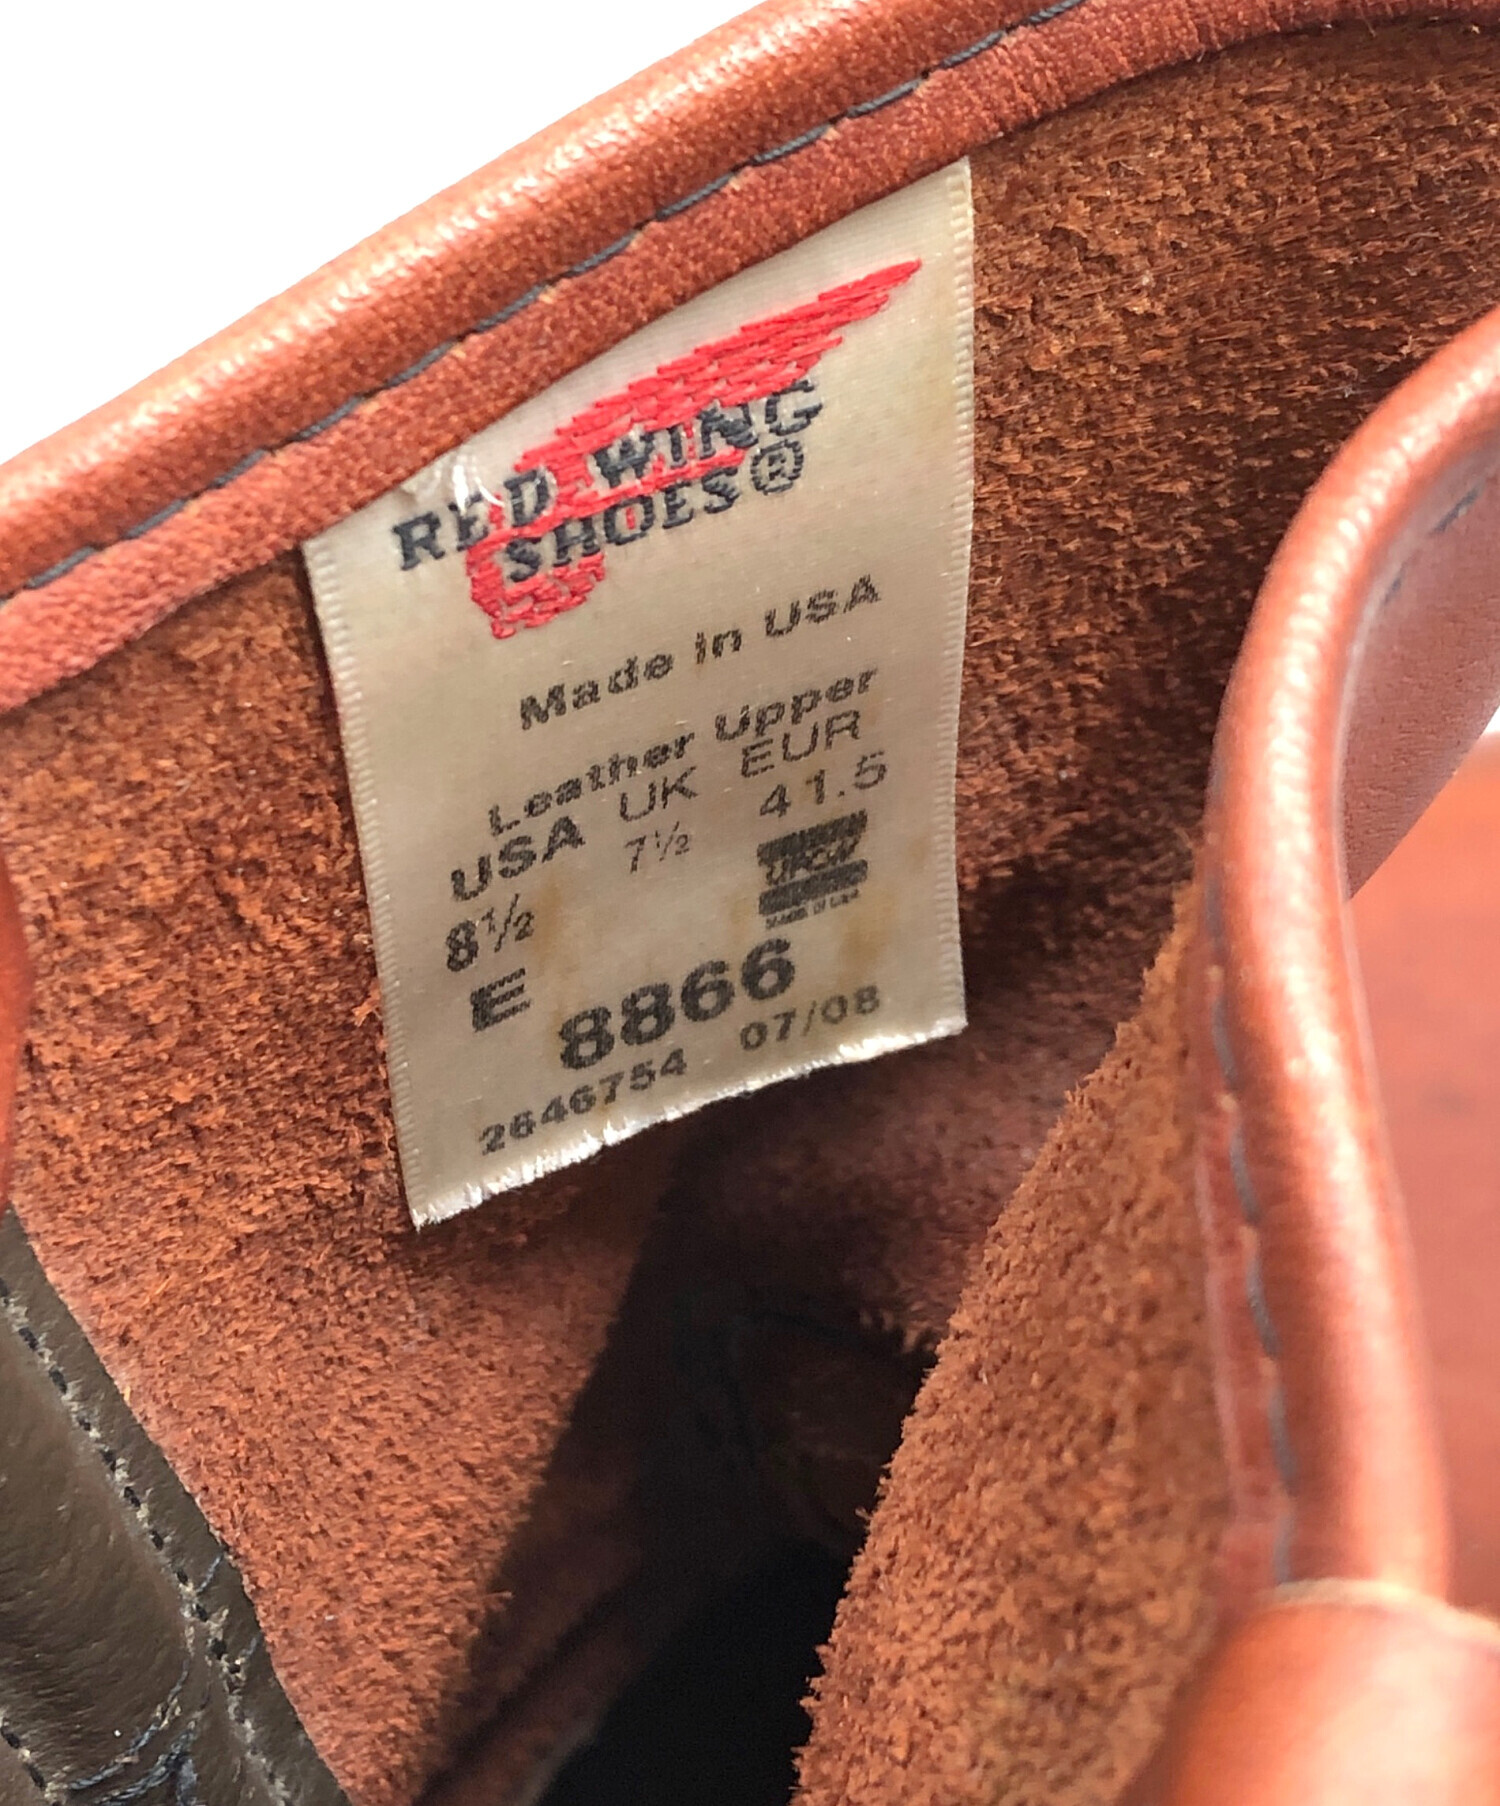 RED WING
SHOES®
Made in USA
Leather Upper
USA UK EUR
8½ 7½ 41.5
E
8866
2646754 07/08